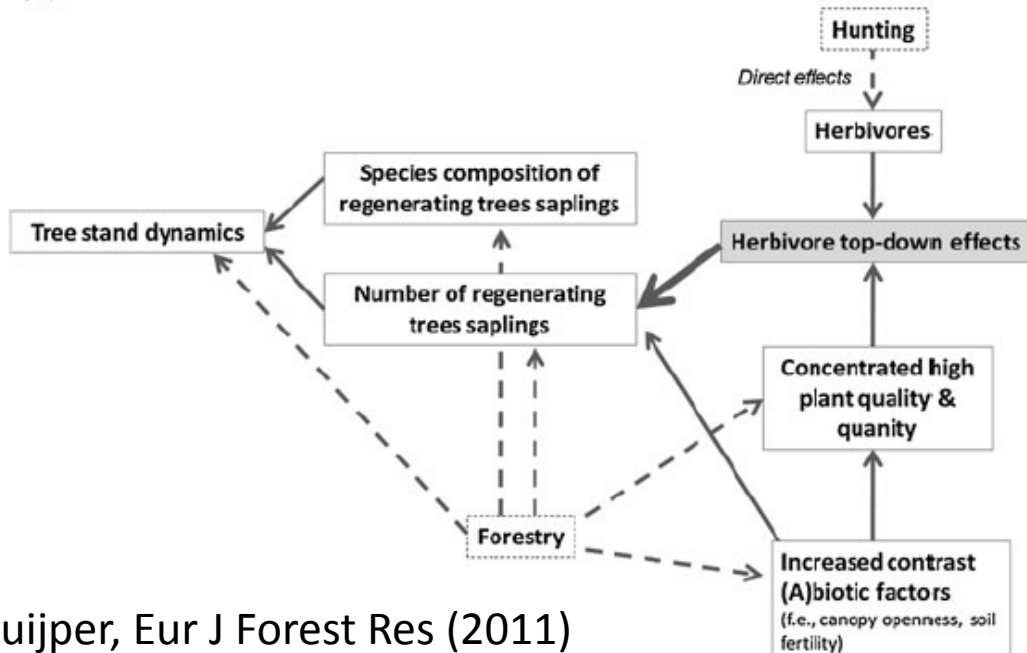 Hunting
Direct effects
Herbivores
Species composition of
regenerating trees saplings
Tree stand dynamics
Herbivore top-down effects
Number of regenerating
trees saplings
Concentrated high
plant quality &
quanity
Forestry
Increased contrast
(A)biotic factors
(f.e., canopy openness, soil
fertility)
uijper, Eur J Forest Res (2011)